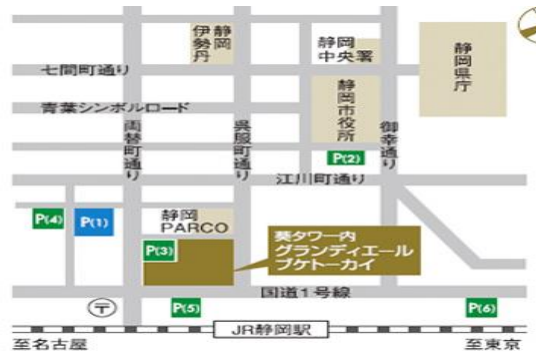 静岡
伊勢丹
静岡
中央署
静岡県庁
七間町通り
静岡市役所
青葉シンボルロード
両替町通り
呉服町通り
御幸通り
P(2)
江川町通り
P(4)
P(1)
静岡
PARCO
P(3)
葵タワー内
グランディエール
ブケトーカイ
国道1号線
〒
P(5)
P(6)
JR静岡駅
至名古屋
至東京